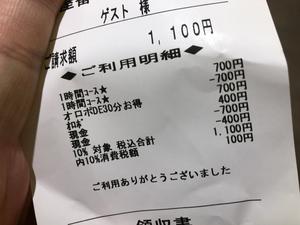 ゲスト 様
ご請求額 1,100円
◆ご利用明細◆
1時間ｺｰｽ★ 700円
1時間ｺｰｽ★ -700円
オロポDE30分お得 700円
ｵﾛﾎﾟ 400円
現金 -700円
現金 -400円
10% 対象 税込合計 1,100円
内10%消費税額 100円
ご利用ありがとうございました
領収書